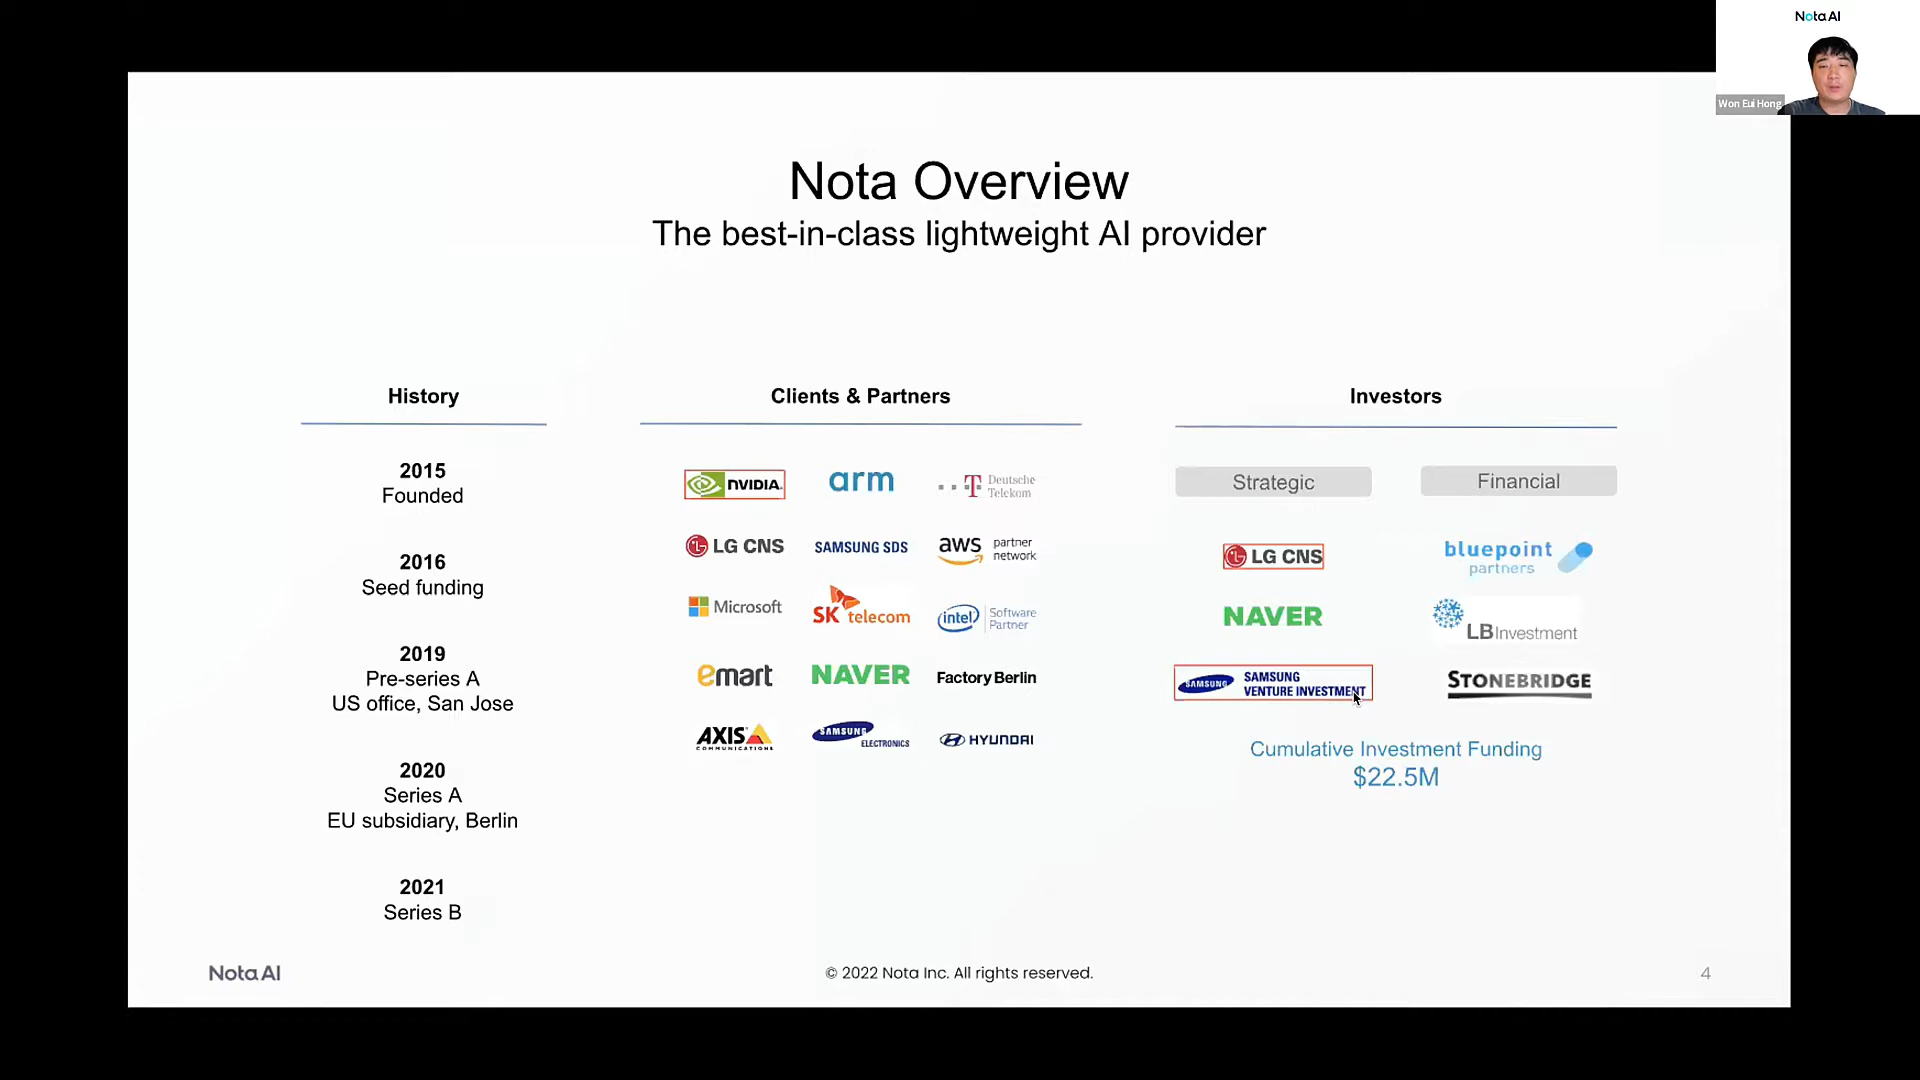 Nota AI
Won Eui Hong
Nota Overview
The best-in-class lightweight AI provider
History
2015
Founded
2016
Seed funding
2019
Pre-series A
US office, San Jose
2020
Series A
EU subsidiary, Berlin
2021
Series B
Clients & Partners
NVIDIA.
arm
T Deutsche
Telekom
LG CNS
SAMSUNG SDS
aws partner
network
Microsoft
SK telecom
intel Software
Partner
emart
NAVER
Factory Berlin
AXIS
COMMUNICATIONS
SAMSUNG
ELECTRONICS
HYUNDAI
Investors
Strategic
LG CNS
NAVER
SAMSUNG
SAMSUNG
VENTURE INVESTMENT
Financial
bluepoint
partners
LB Investment
STONEBRIDGE
Cumulative Investment Funding
$22.5M
Nota AI
© 2022 Nota Inc. All rights reserved.
4